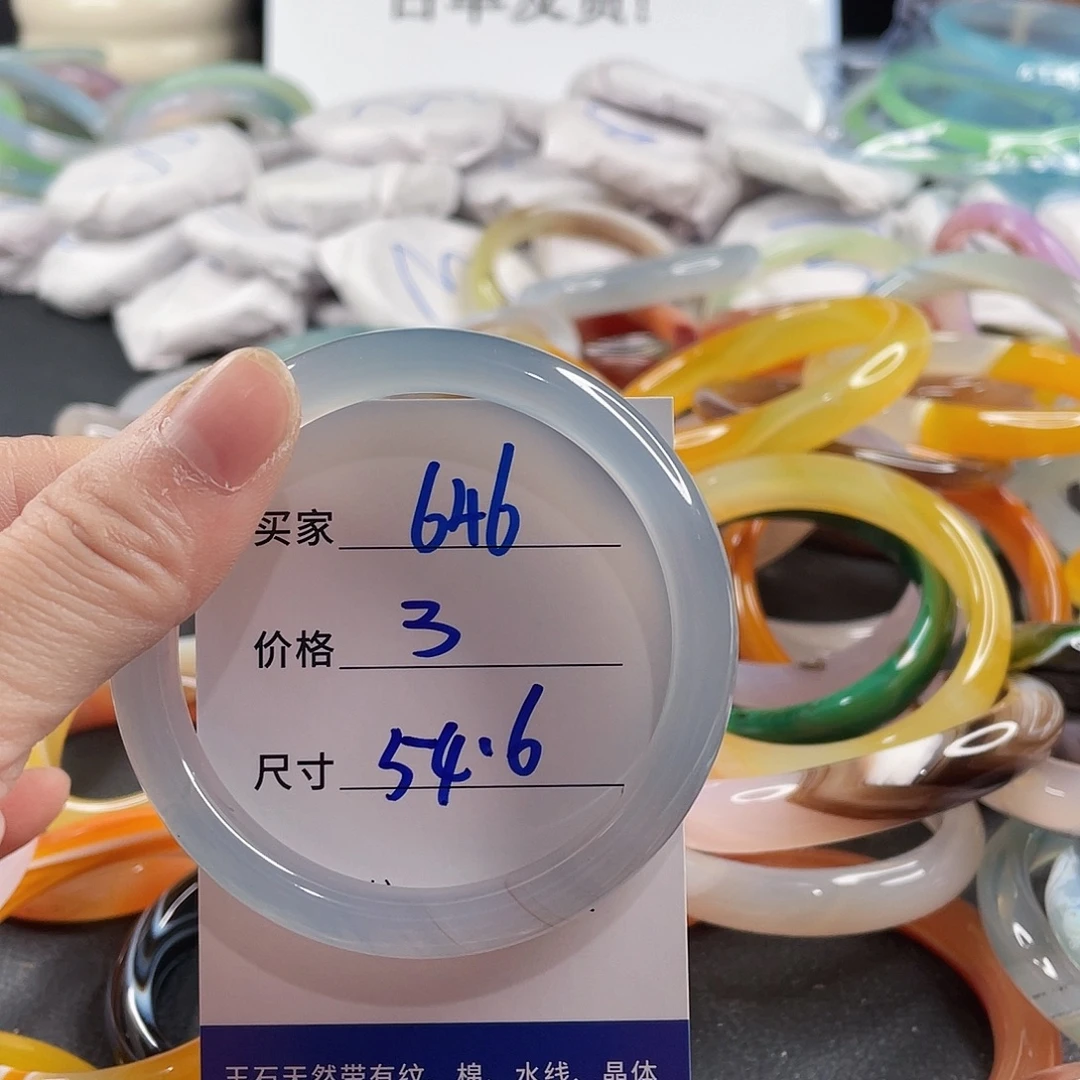 买家 646
价格 3
尺寸 54.6
玉石天然带有纹、棉、水线、晶体